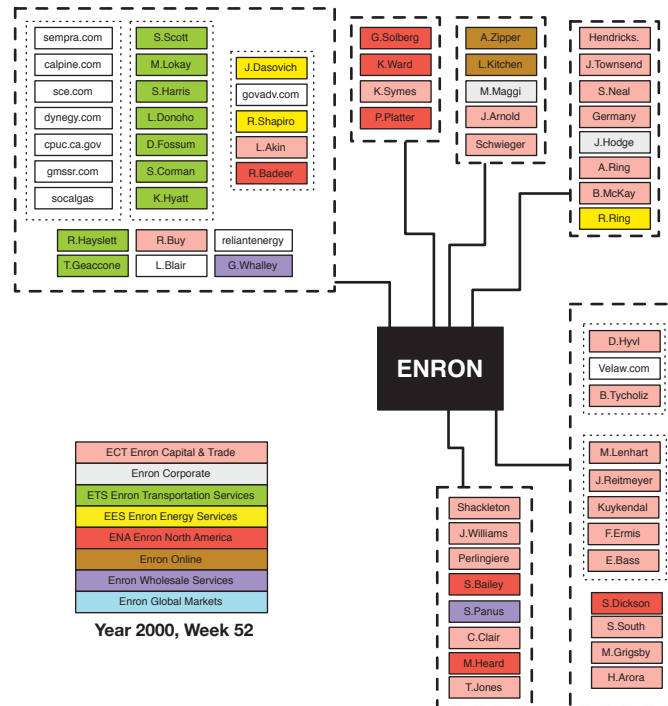 sempra.com
calpine.com
sce.com
dynegy.com
cpuc.ca.gov
gmssr.com
socalgas
S.Scott
M.Lokay
S.Harris
L.Donoho
D.Fossum
S.Corman
K.Hyatt
J.Dasovich
govadv.com
R.Shapiro
L.Akin
R.Badeer
R.Hayslett
R.Buy
reliantenergy
T.Geaccone
L.Blair
G.Whalley
G.Solberg
K.Ward
K.Symes
P.Platter
A.Zipper
L.Kitchen
M.Maggi
J.Arnold
Schwieger
Hendricks.
J.Townsend
S.Neal
Germany
J.Hodge
A.Ring
B.McKay
R.Ring
ENRON
D.Hyvl
Velaw.com
B.Tycholiz
M.Lenhart
J.Reitmeyer
Kuykendal
F.Ermis
E.Bass
S.Dickson
S.South
M.Grigsby
H.Arora
Shackleton
J.Williams
Perlingiere
S.Bailey
S.Panus
C.Clair
M.Heard
T.Jones
ECT Enron Capital & Trade
Enron Corporate
ETS Enron Transportation Services
EES Enron Energy Services
ENA Enron North America
Enron Online
Enron Wholesale Services
Enron Global Markets
Year 2000, Week 52